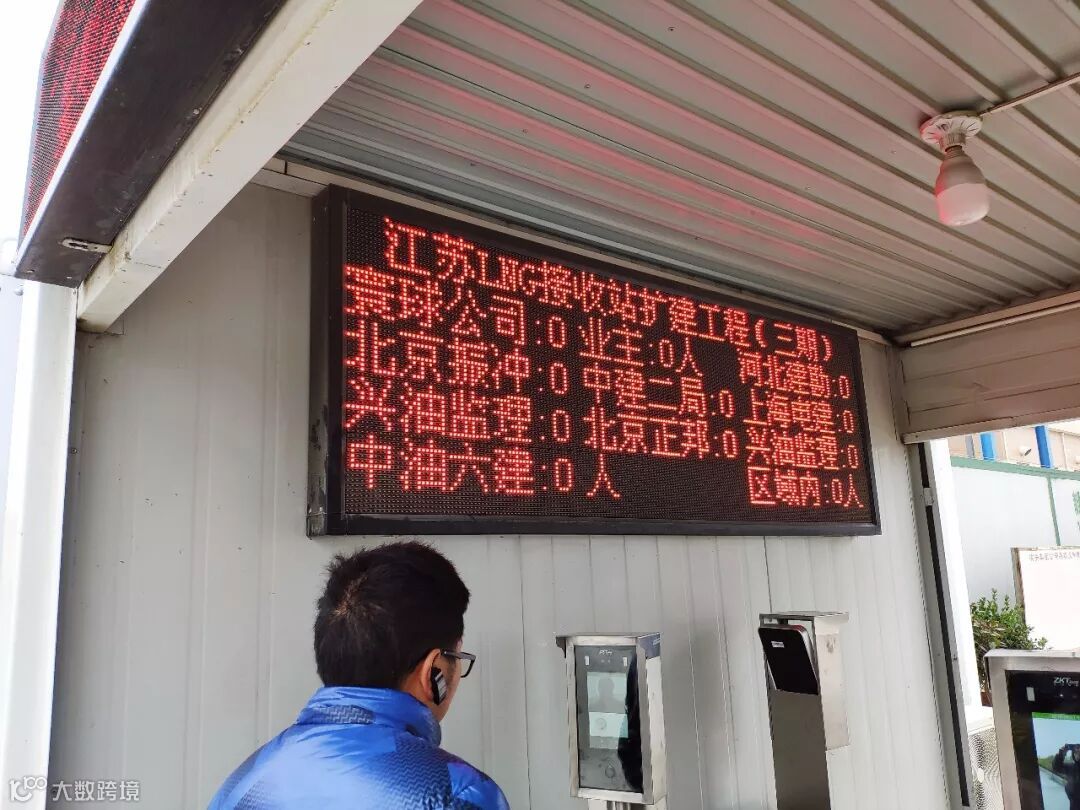 江苏LNG接收站扩建工程(三期)
寰球公司:0 业主:0人 河北建勘:0
北京振冲:0 中建二局:0 上海電建:0
兴油监理:0 北京正邦:0 兴油监理:0
中油六建:0人 区域内:0人
ZKT
大数跨境